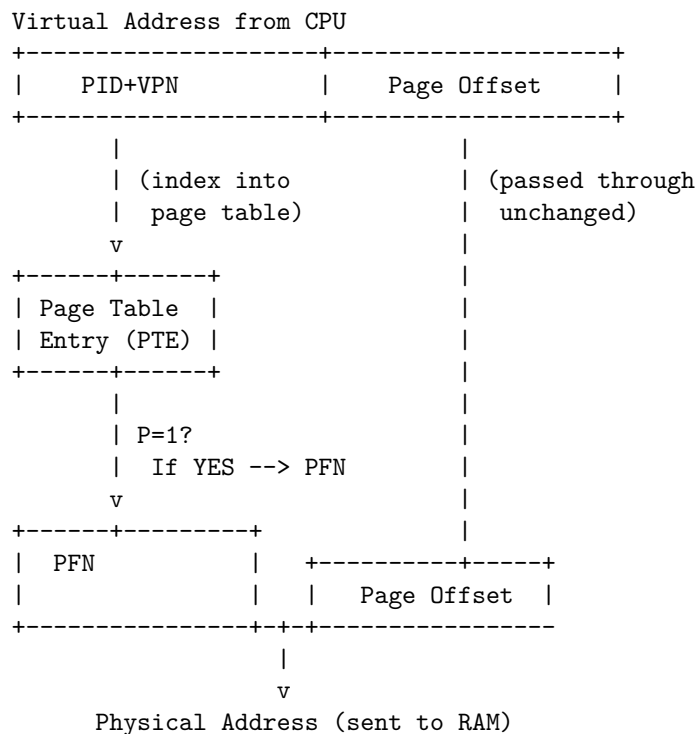 Virtual Address from CPU
PID+VPN Page Offset
(index into (passed through
page table) unchanged)
Page Table
Entry (PTE)
P=1?
If YES --> PFN
PFN
Page Offset
Physical Address (sent to RAM)